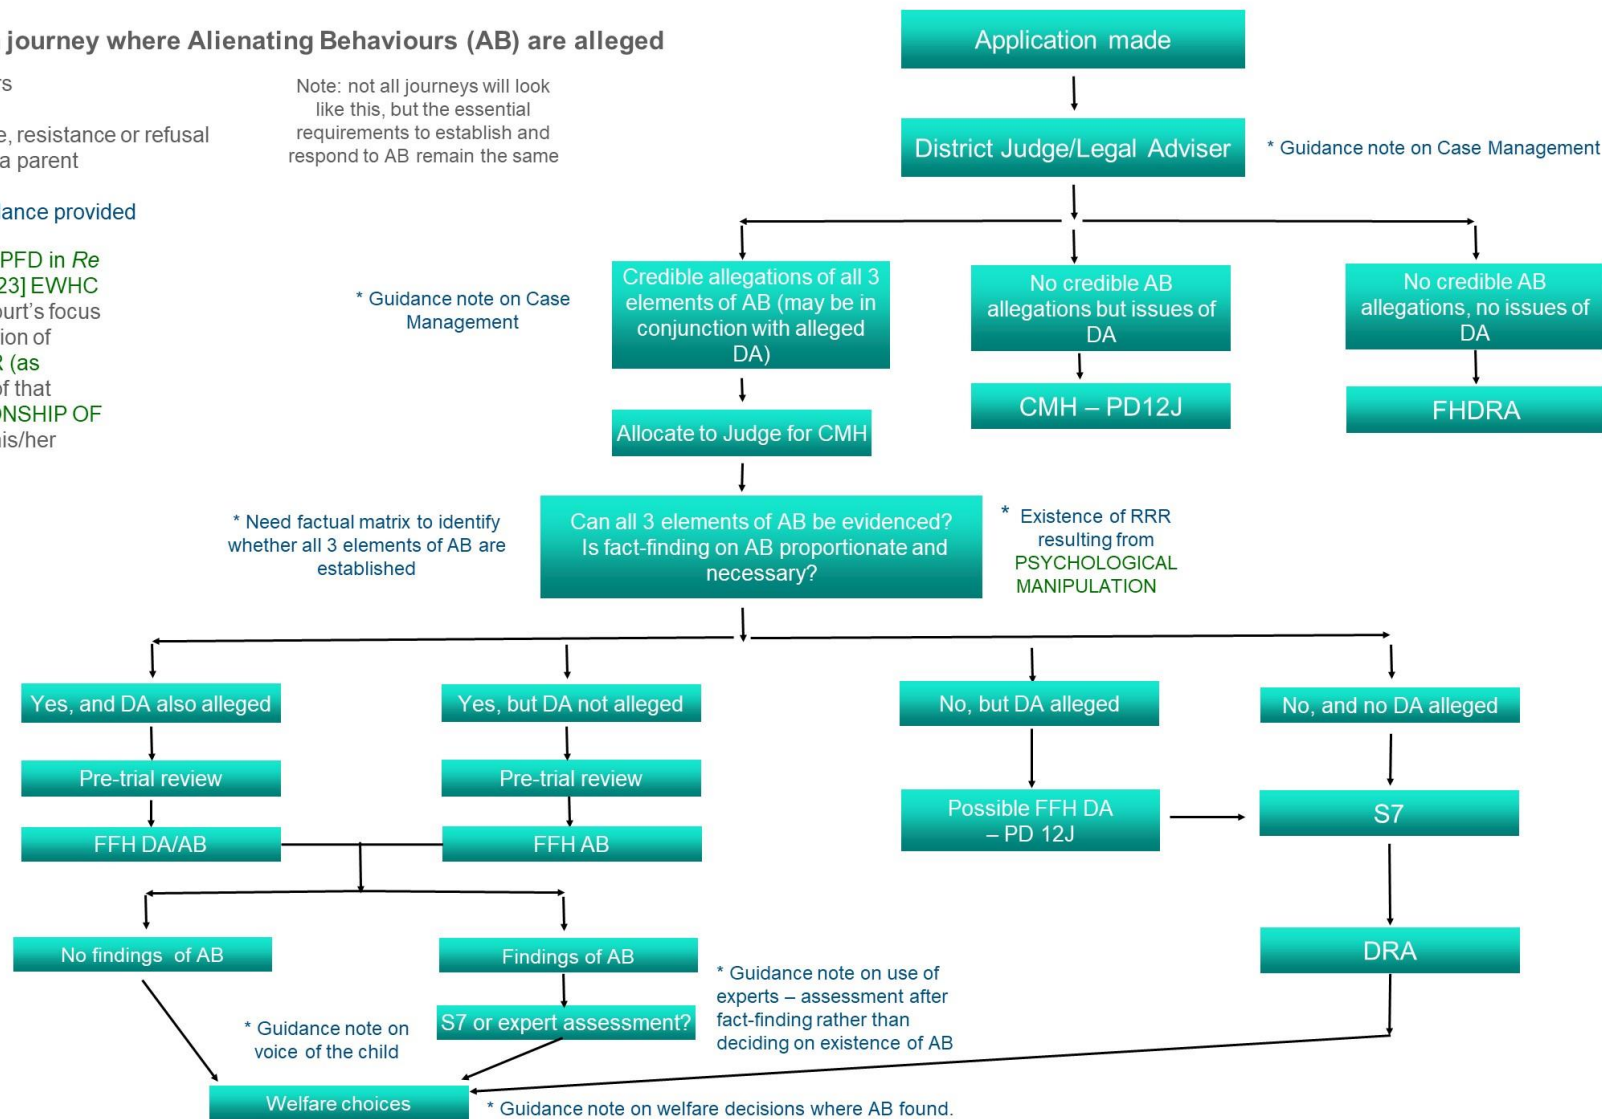 journey where Alienating Behaviours (AB) are alleged
Note: not all journeys will look
like this, but the essential
requirements to establish and
respond to AB remain the same
rs
e, resistance or refusal
a parent
lance provided
PFD in Re
23] EWHC
ourt's focus
tion of
R (as
of that
ONSHIP OF
his/her
Application made
District Judge/Legal Adviser
* Guidance note on Case Management
* Guidance note on Case
Management
Credible allegations of all 3
elements of AB (may be in
conjunction with alleged
DA)
No credible AB
allegations but issues of
DA
No credible AB
allegations, no issues of
DA
Allocate to Judge for CMH
CMH – PD12J
FHDRA
* Need factual matrix to identify
whether all 3 elements of AB are
established
Can all 3 elements of AB be evidenced?
Is fact-finding on AB proportionate and
necessary?
* Existence of RRR
resulting from
PSYCHOLOGICAL
MANIPULATION
Yes, and DA also alleged
Yes, but DA not alleged
No, but DA alleged
No, and no DA alleged
Pre-trial review
Pre-trial review
Possible FFH DA
– PD 12J
S7
FFH DA/AB
FFH AB
No findings of AB
Findings of AB
DRA
S7 or expert assessment?
* Guidance note on use of
experts – assessment after
fact-finding rather than
deciding on existence of AB
* Guidance note on
voice of the child
Welfare choices
* Guidance note on welfare decisions where AB found.